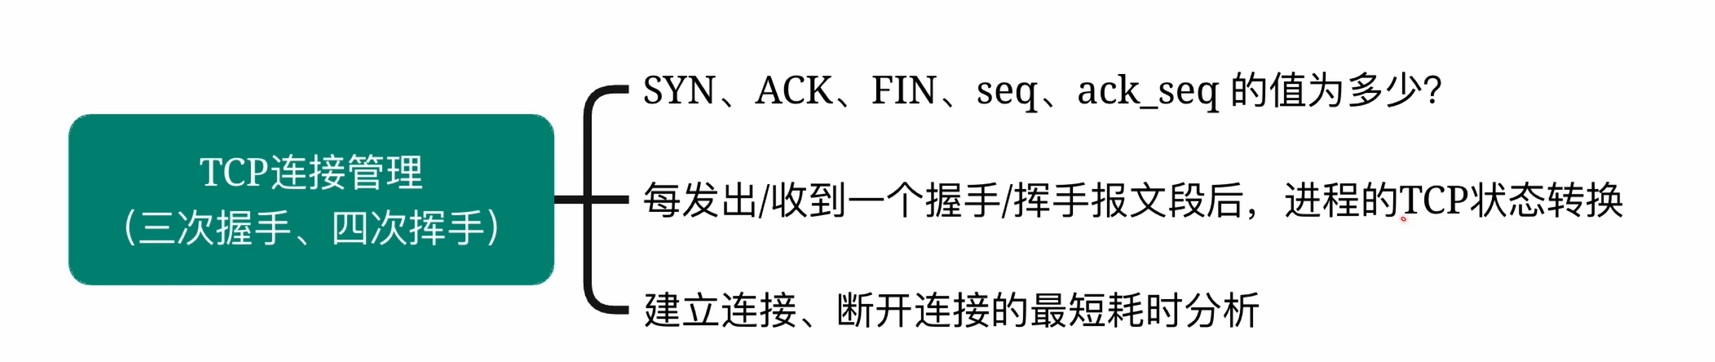 TCP连接管理
（三次握手、四次挥手）
SYN、ACK、FIN、seq、ack_seq 的值为多少？
每发出/收到一个握手/挥手报文段后，进程的TCP状态转换
建立连接、断开连接的最短耗时分析